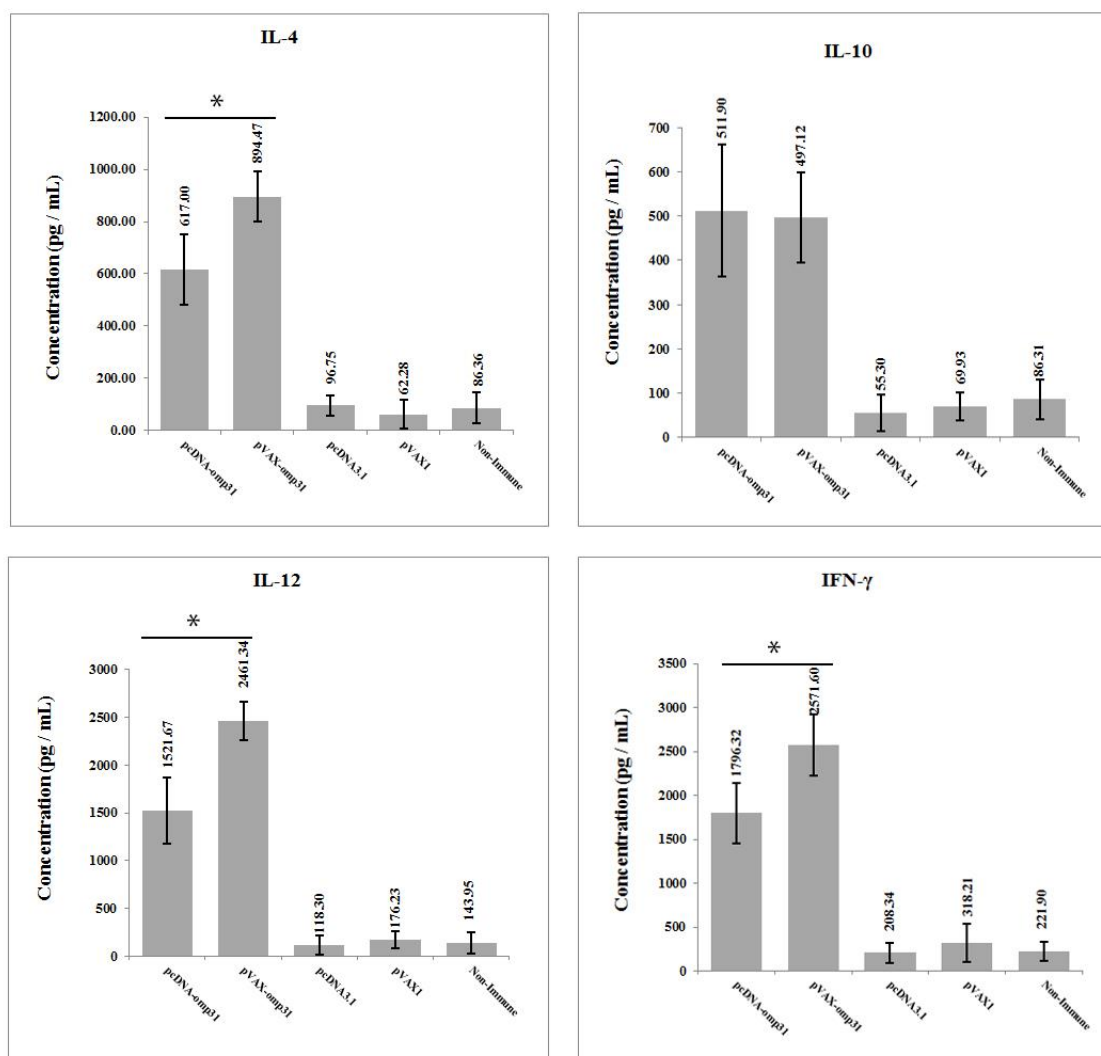 IL-4
*
Concentration (pg / mL)
1200.00
1000.00
800.00
600.00
400.00
200.00
0.00
617.00
894.47
96.75
62.28
86.36
pcDNA-omp31
pVAX-omp31
pcDNA3.1
pVAX1
Non-Immune
IL-10
Concentration (pg / mL)
700
600
500
400
300
200
100
0
511.90
497.12
55.30
69.93
86.31
pcDNA-omp31
pVAX-omp31
pcDNA3.1
pVAX1
Non-Immune
IL-12
*
Concentration (pg / mL)
3000
2500
2000
1500
1000
500
0
1521.67
2461.34
118.30
176.23
143.95
pcDNA-omp31
pVAX-omp31
pcDNA3.1
pVAX1
Non-Immune
IFN-γ
*
Concentration (pg / mL)
3500
3000
2500
2000
1500
1000
500
0
1796.32
2571.60
208.34
318.21
221.90
pcDNA-omp31
pVAX-omp31
pcDNA3.1
pVAX1
Non-Immune